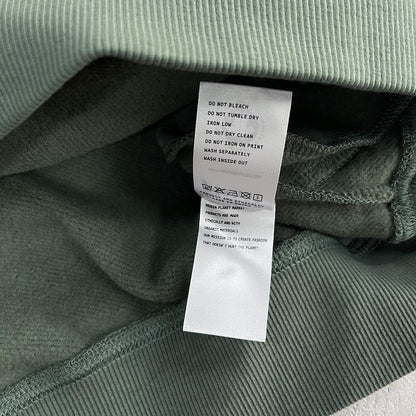 DO NOT BLEACH
DO NOT TUMBLE DRY
IRON LOW
DO NOT DRY CLEAN
DO NOT IRON ON PRINT
WASH SEPARATELY
WASH INSIDE OUT
PLANET
PRODUCTS ARE MADE
ETHICALLY AND WITH
ORGANIC MATERIALS
OUR MISSION IS TO CREATE FASHION
THAT DOESN'T HURT THE PLANET